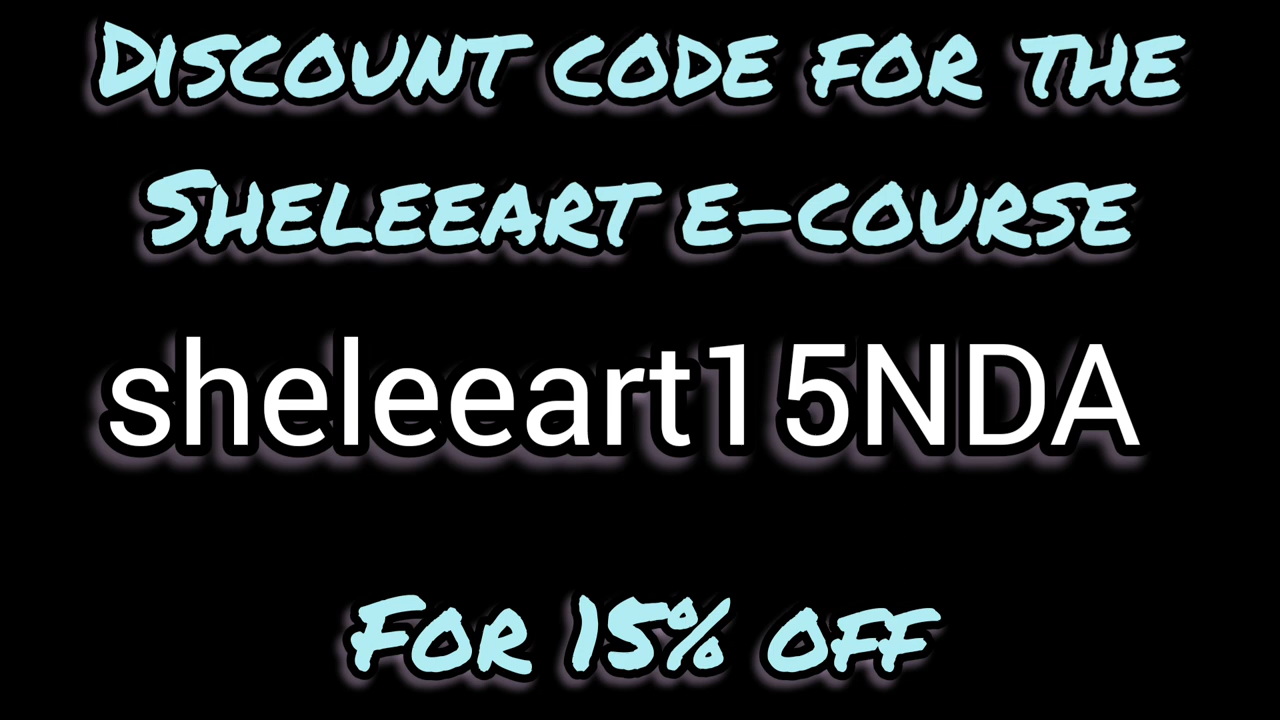 Discount code for the
Sheleeart e-course
sheleeart15NDA
For 15% off